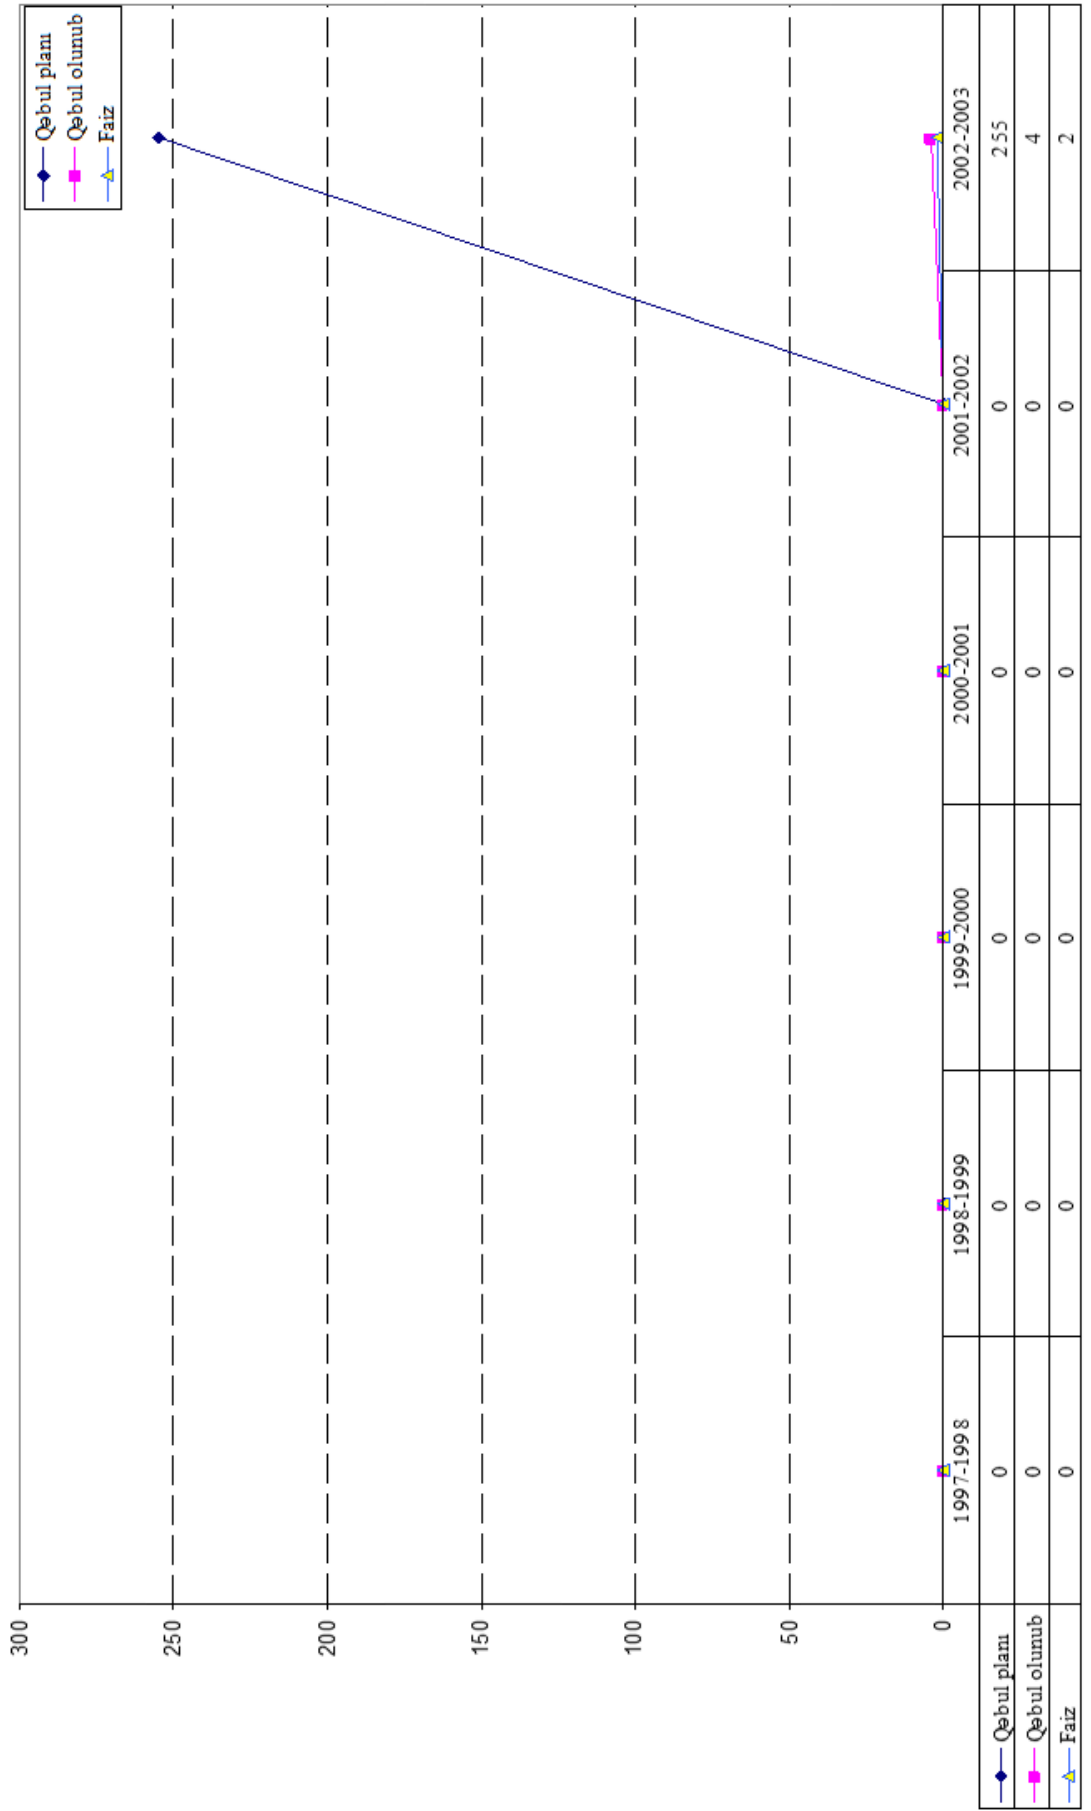 Qəbul planı
Qəbul olunub
Faiz
300
250
200
150
100
50
0
1997-1998 1998-1999 1999-2000 2000-2001 2001-2002 2002-2003
Qəbul planı 0 0 0 0 0 255
Qəbul olunub 0 0 0 0 0 4
Faiz 0 0 0 0 0 2